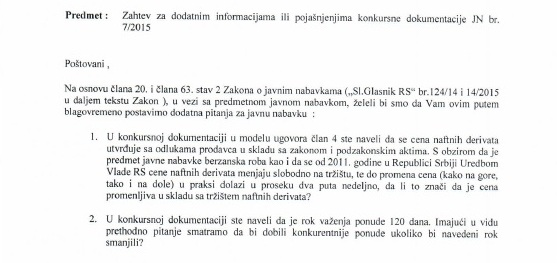 Predmet : Zahtev za dodatnim informacijama ili pojašnjenjima konkursne dokumentacije JN br.
7/2015
Poštovani ,
Na osnovu člana 20. i člana 63. stav 2 Zakona o javnim nabavkama („Sl.Glasnik RS“ br.124/14 i 14/2015
u daljem tekstu Zakon ), u vezi sa predmetnom javnom nabavkom, želeli bi smo da Vam ovim putem
blagovremeno postavimo dodatna pitanja za javnu nabavku :
1. U konkursnoj dokumentaciji u modelu ugovora član 4 ste naveli da se cena naftnih derivata
utvrđuje sa odlukama prodavca u skladu sa zakonom i podzakonskim aktima. S obzirom da je
predmet javne nabavke berzanska roba kao i da se od 2011. godine u Republici Srbiji Uredbom
Vlade RS cene naftnih derivata menjaju slobodno na tržištu, te do promena cena (kako na gore,
tako i na dole) u praksi dolazi u proseku dva puta nedeljno, da li to znači da je cena
promenljiva u skladu sa tržištem naftnih derivata?
2. U konkursnoj dokumentaciji ste naveli da je rok važenja ponude 120 dana. Imajući u vidu
prethodno pitanje smatramo da bi dobili konkurentnije ponude ukoliko bi navedeni rok
smanjili?